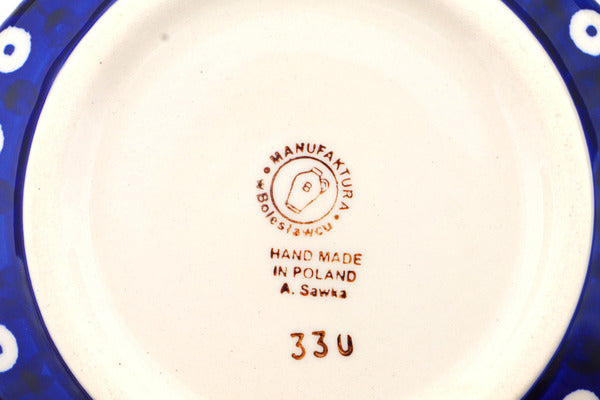 MANUFAKTURA
w Bolesławcu
B
HAND MADE
IN POLAND
A. Sawka
33U